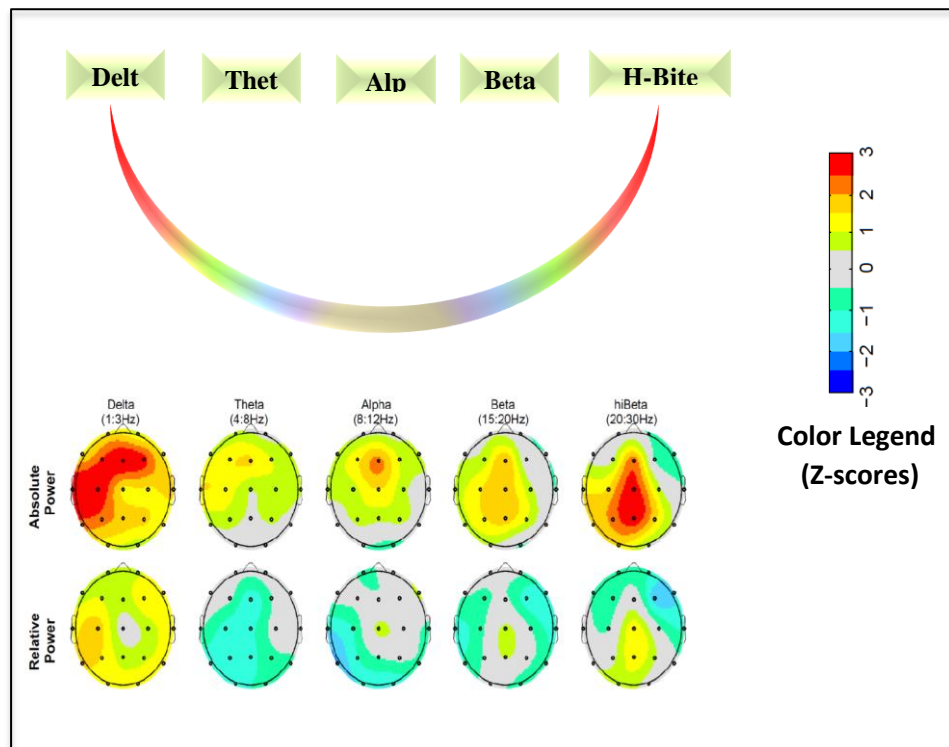 Delt Thet Alp Beta H-Bite
3
2
1
0
−1
−2
−3
Color Legend
(Z-scores)
Delta Theta Alpha Beta hiBeta
(1:3Hz) (4:8Hz) (8:12Hz) (15:20Hz) (20:30Hz)
Absolute
Power
Relative
Power